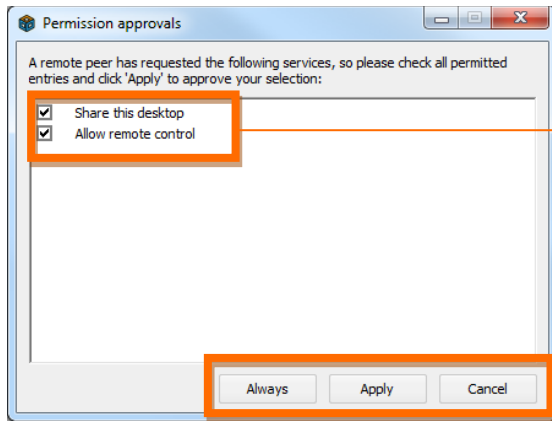 Permission approvals
A remote peer has requested the following services, so please check all permitted
entries and click 'Apply' to approve your selection:
Share this desktop
Allow remote control
Always Apply Cancel